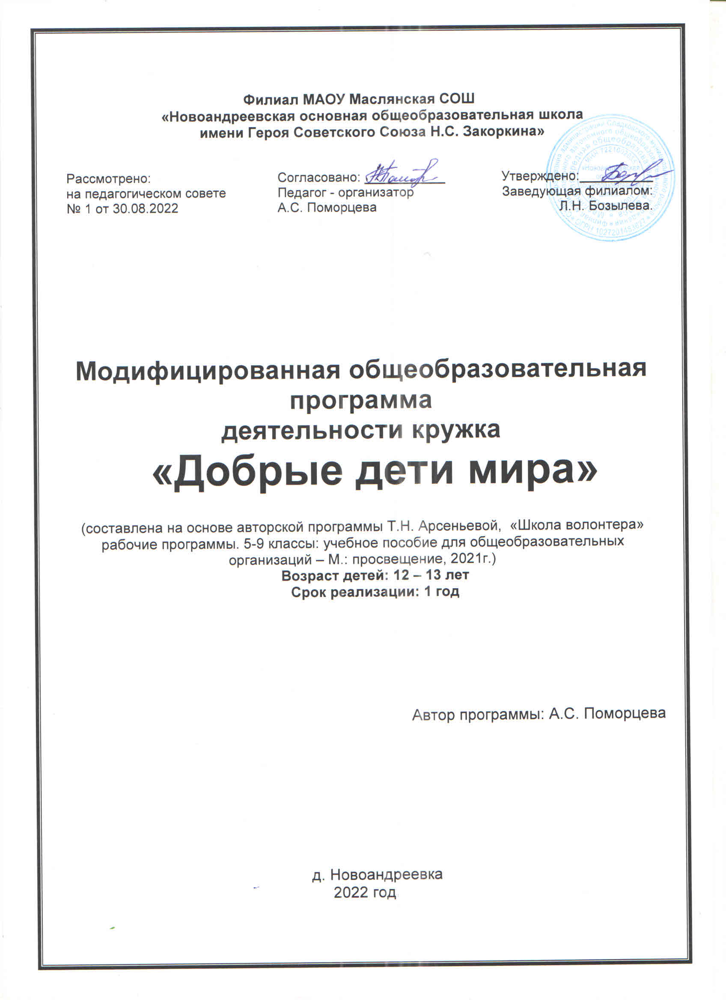 Филиал МАОУ Маслянская СОШ
«Новоандреевская основная общеобразовательная школа
имени Героя Советского Союза Н.С. Закоркина»
Рассмотрено:
на педагогическом совете
№ 1 от 30.08.2022
Согласовано:
Педагог - организатор
А.С. Поморцева
Утверждено:
Заведующая филиалом:
Л.Н. Бозылева.
Модифицированная общеобразовательная
программа
деятельности кружка
«Добрые дети мира»
(составлена на основе авторской программы Т.Н. Арсеньевой, «Школа волонтера»
рабочие программы. 5-9 классы: учебное пособие для общеобразовательных
организаций – М.: просвещение, 2021г.)
Возраст детей: 12 – 13 лет
Срок реализации: 1 год
Автор программы: А.С. Поморцева
д. Новоандреевка
2022 год